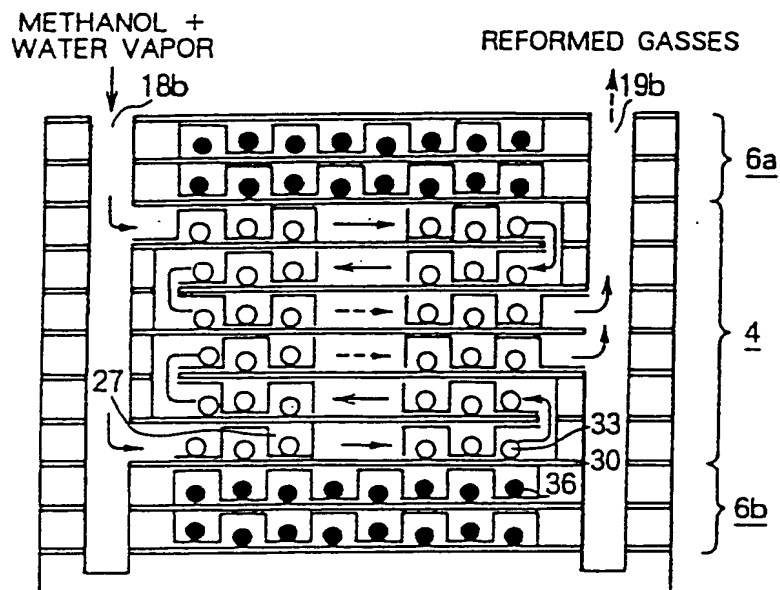 METHANOL +
WATER VAPOR
REFORMED GASSES
18b
19b
6a
4
27
33
30
36
6b